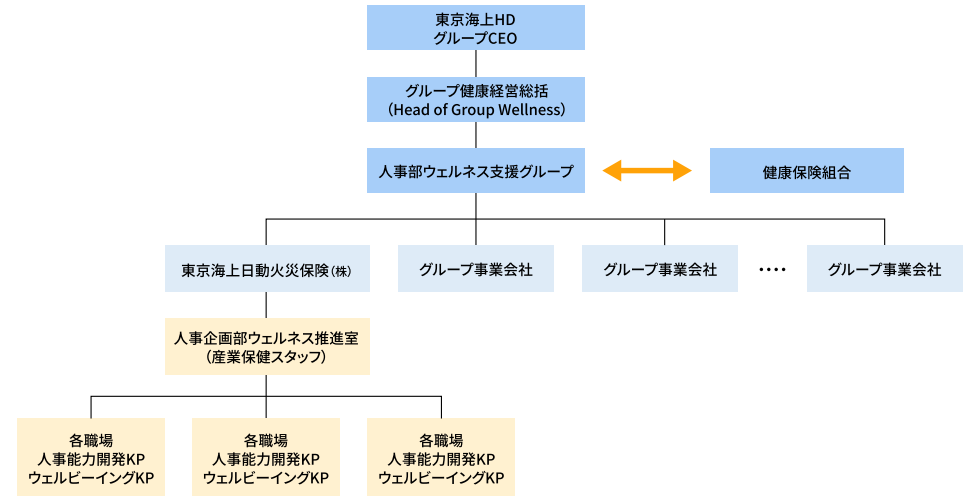 東京海上HD
グループCEO
グループ健康経営総括
（Head of Group Wellness）
人事部ウェルネス支援グループ
健康保険組合
東京海上日動火災保険（株）
グループ事業会社
グループ事業会社
････
グループ事業会社
人事企画部ウェルネス推進室
（産業保健スタッフ）
各職場
人事能力開発KP
ウェルビーイングKP
各職場
人事能力開発KP
ウェルビーイングKP
各職場
人事能力開発KP
ウェルビーイングKP